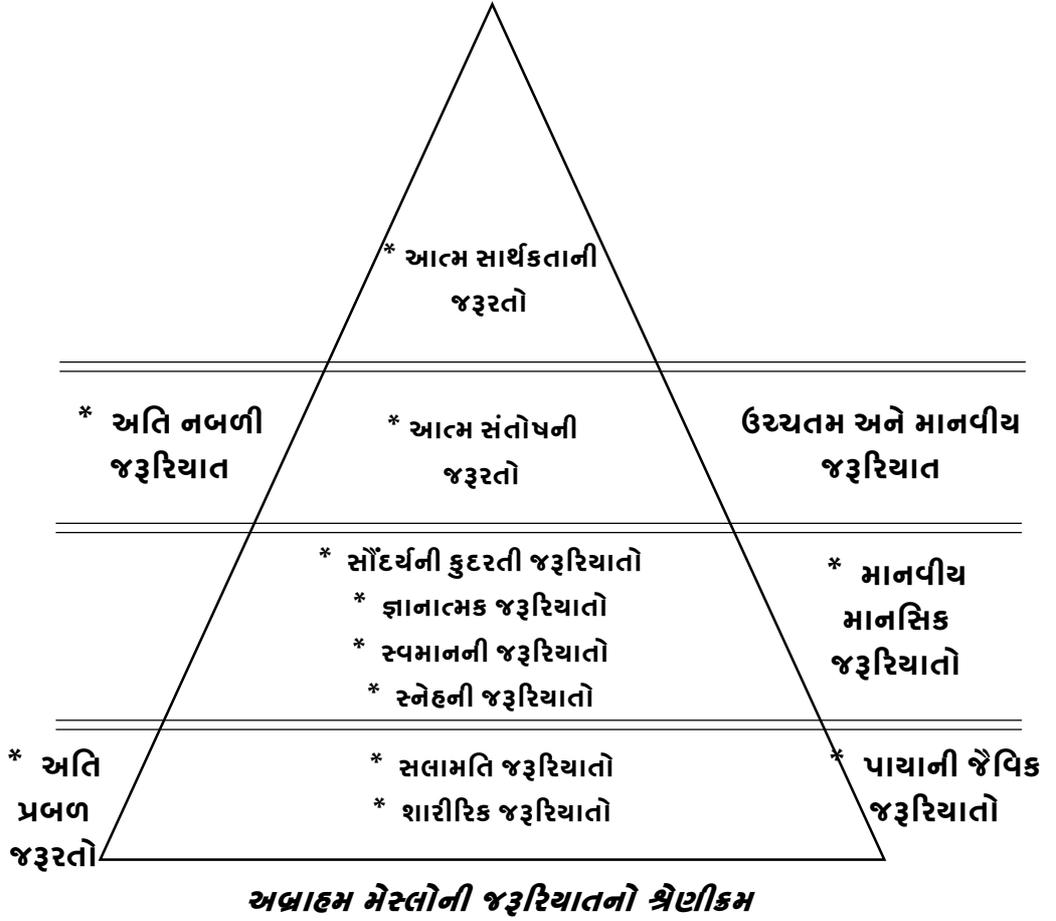 * આત્મ સાર્થકતાની
જરૂરતો
* અતિ નબળી
જરૂરિયાત
* આત્મ સંતોષની
જરૂરતો
ઉચ્ચતમ અને માનવીય
જરૂરિયાત
* સૌંદર્યની કુદરતી જરૂરિયાતો
* જ્ઞાનાત્મક જરૂરિયાતો
* સ્વમાનની જરૂરિયાતો
* સ્નેહની જરૂરિયાતો
* માનવીય
માનસિક
જરૂરિયાતો
* અતિ
પ્રબળ
જરૂરતો
* સલામતિ જરૂરિયાતો
* શારીરિક જરૂરિયાતો
* પાયાની જૈવિક
જરૂરિયાતો
અબ્રાહમ મેસ્લોની જરૂરિયાતનો શ્રેણીક્રમ